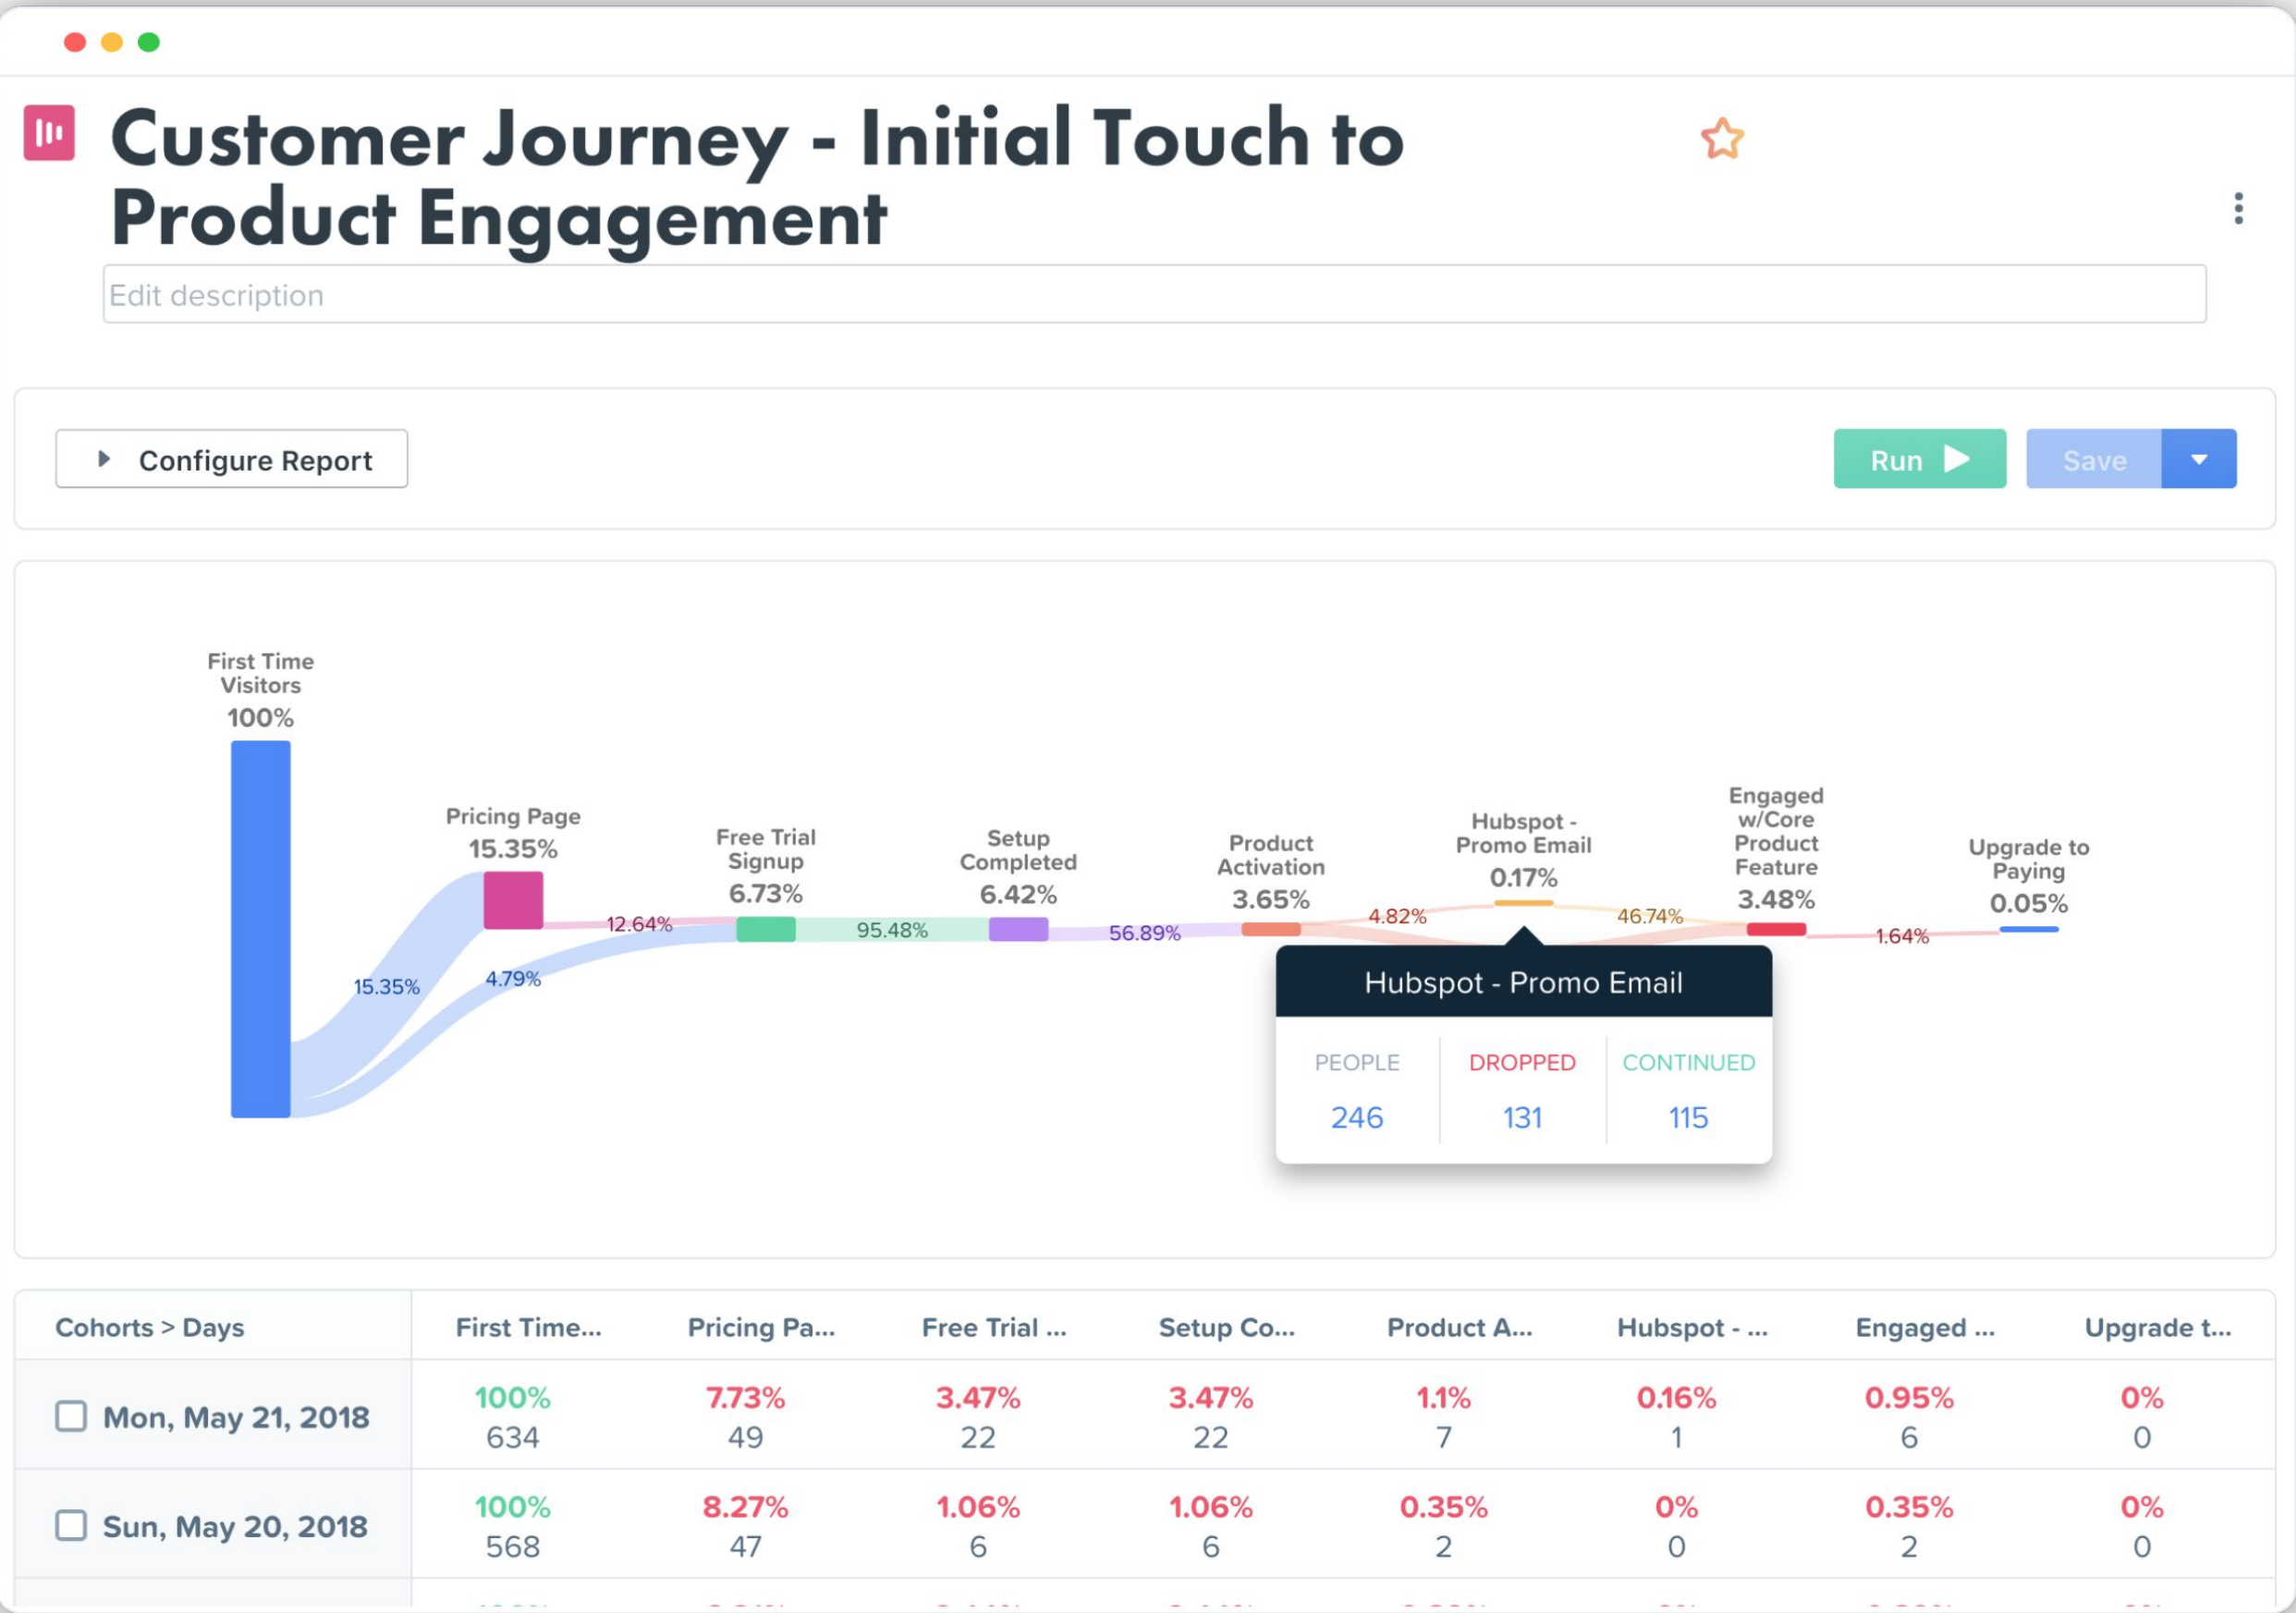 Customer Journey - Initial Touch to
Product Engagement
Edit description
Configure Report
Run
Save
First Time
Visitors
100%
Pricing Page
15.35%
Free Trial
Signup
6.73%
Setup
Completed
6.42%
Product
Activation
3.65%
Hubspot -
Promo Email
0.17%
Engaged
w/Core
Product
Feature
3.48%
Upgrade to
Paying
0.05%
15.35%
4.79%
12.64%
95.48%
56.89%
4.82%
46.74%
1.64%
Hubspot - Promo Email
PEOPLE DROPPED CONTINUED
246 131 115
Cohorts > Days First Time... Pricing Pa... Free Trial ... Setup Co... Product A... Hubspot - ... Engaged ... Upgrade t...
Mon, May 21, 2018 100% 7.73% 3.47% 3.47% 1.1% 0.16% 0.95% 0%
634 49 22 22 7 1 6 0
Sun, May 20, 2018 100% 8.27% 1.06% 1.06% 0.35% 0% 0.35% 0%
568 47 6 6 2 0 2 0